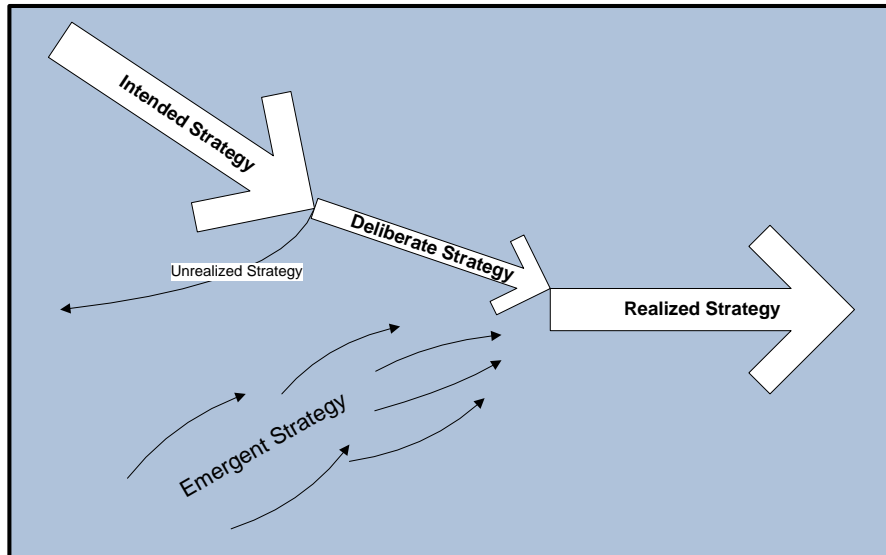 Intended Strategy
Deliberate Strategy
Unrealized Strategy
Realized Strategy
Emergent Strategy